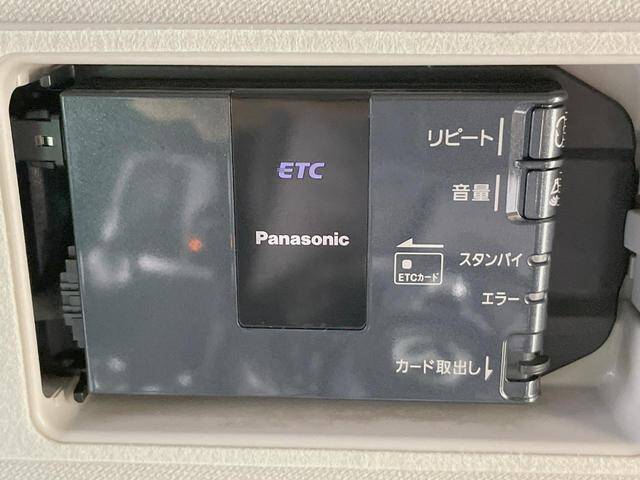 リピート
ETC
音量
Panasonic
スタンバイ
ETCカード
エラー
カード取出し